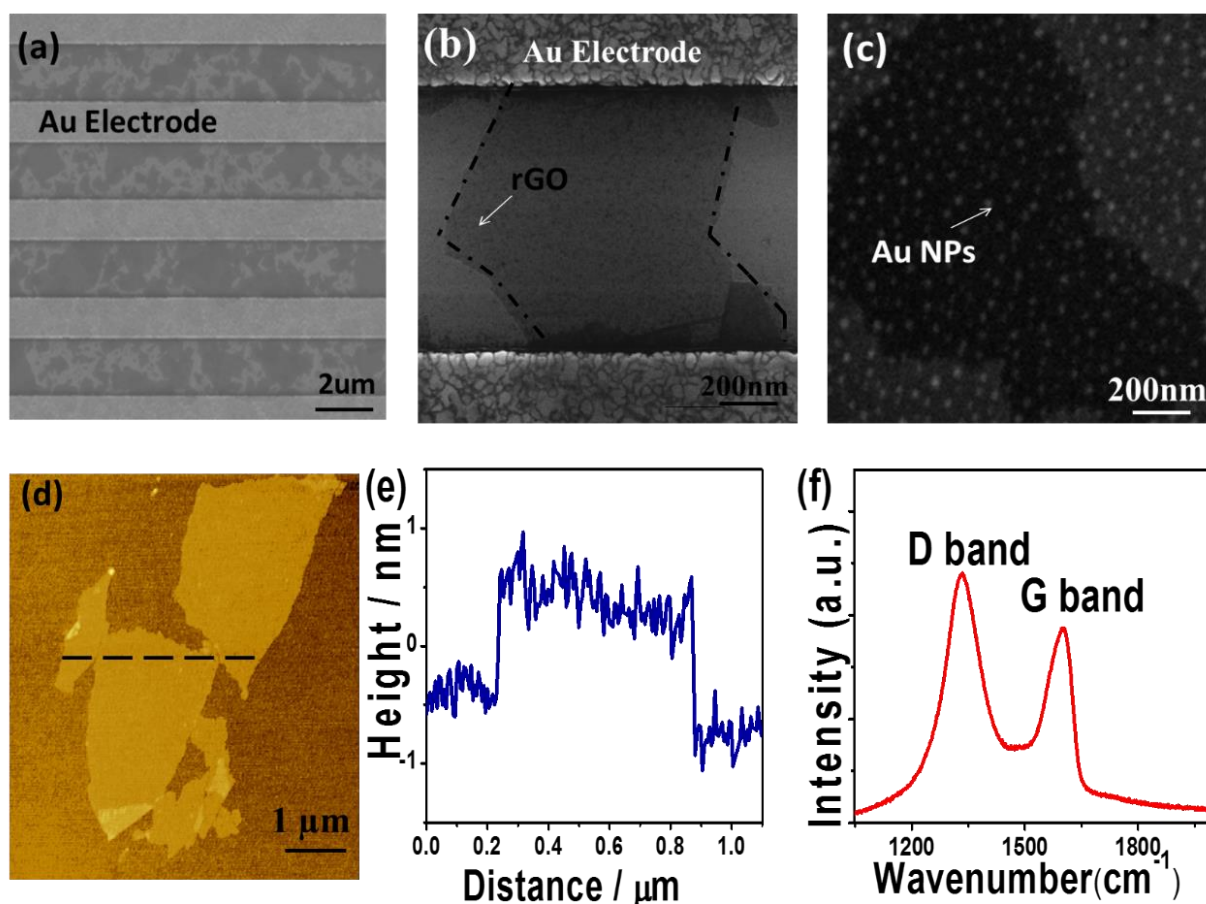 (a)
Au Electrode
2um
(b)
Au Electrode
rGO
200nm
(c)
Au NPs
200nm
(d)
1 μm
(e)
Height / nm
1
0
-1
0.0 0.2 0.4 0.6 0.8 1.0
Distance / μm
(f)
Intensity (a.u.)
D band
G band
1200 1500 1800
Wavenumber(cm-1)